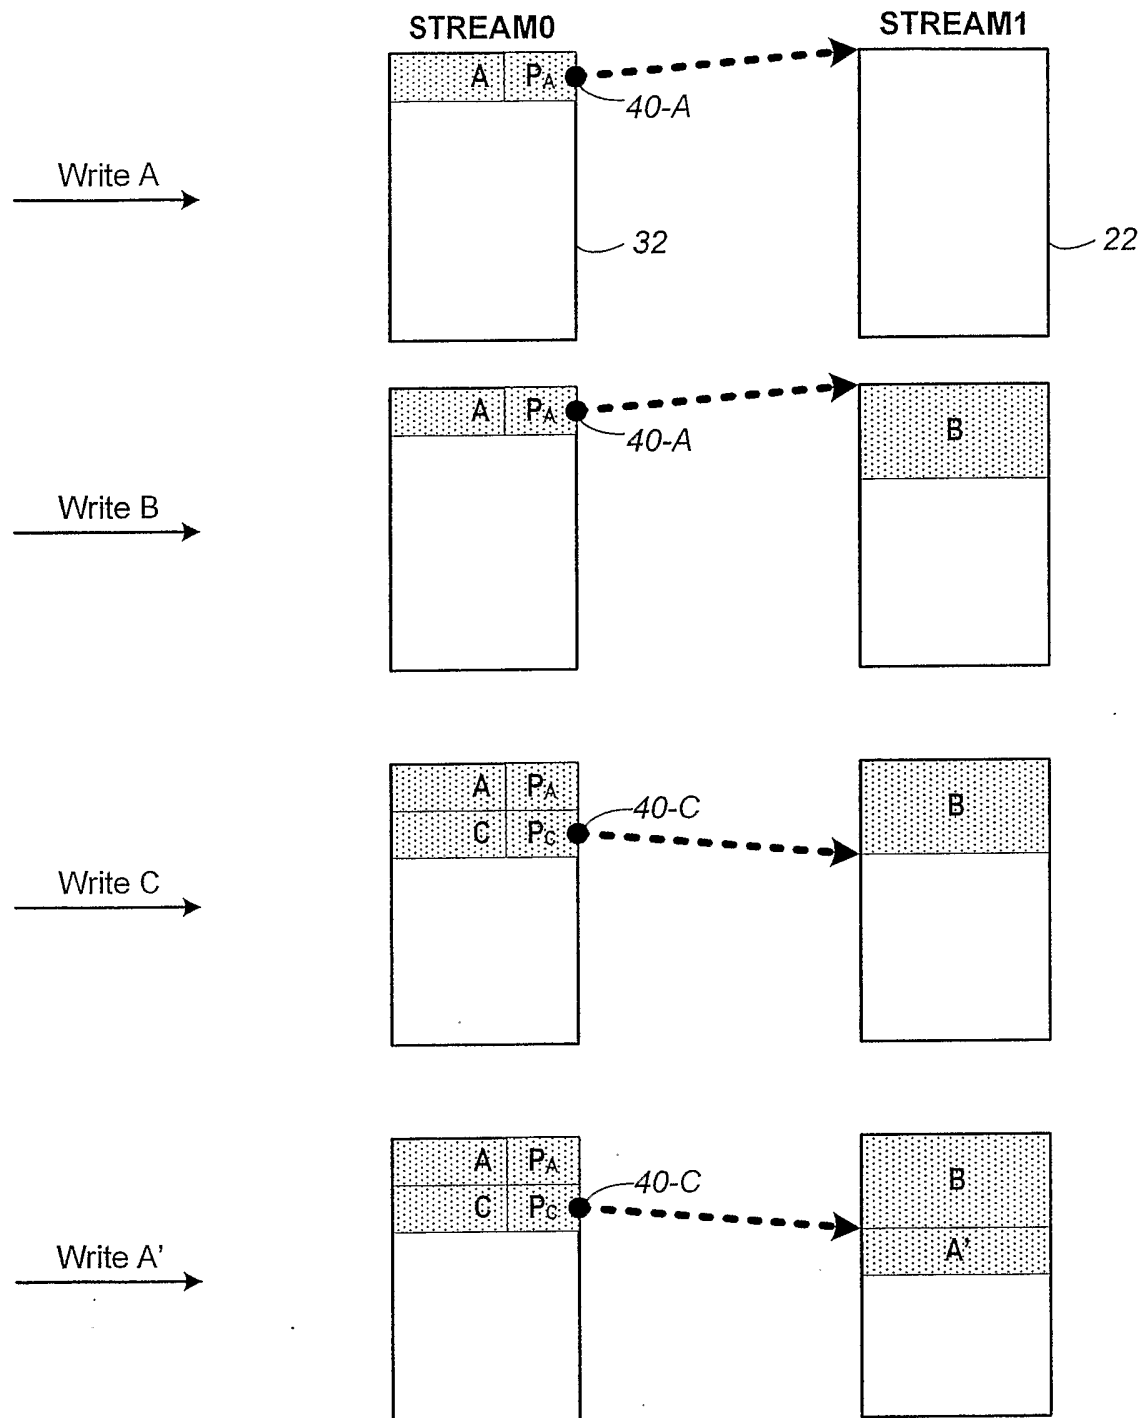 STREAM0 STREAM1
A PA
40-A
Write A
32 22
A PA
40-A
B
Write B
A PA
40-C
B
C PC
Write C
A PA
40-C
B
C PC
A'
Write A'